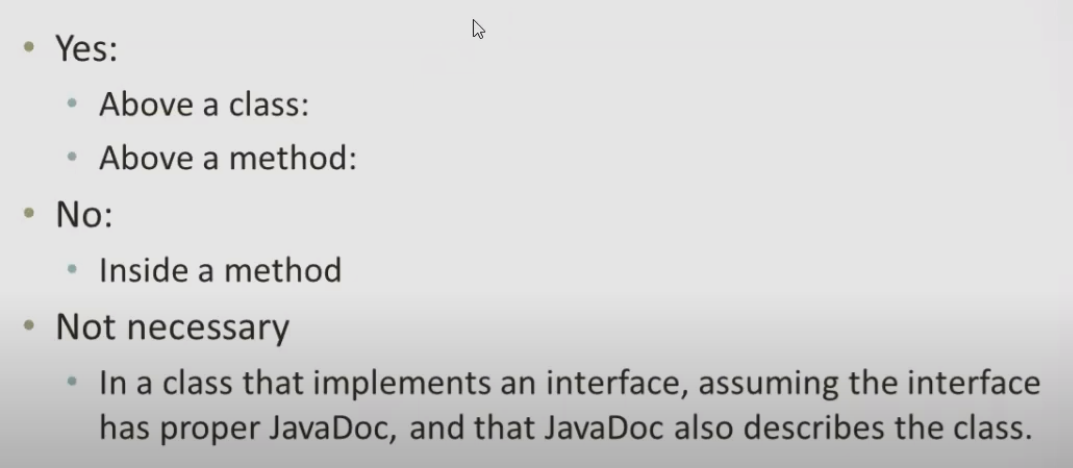 Yes:
Above a class:
Above a method:
No:
Inside a method
Not necessary
In a class that implements an interface, assuming the interface
has proper JavaDoc, and that JavaDoc also describes the class.